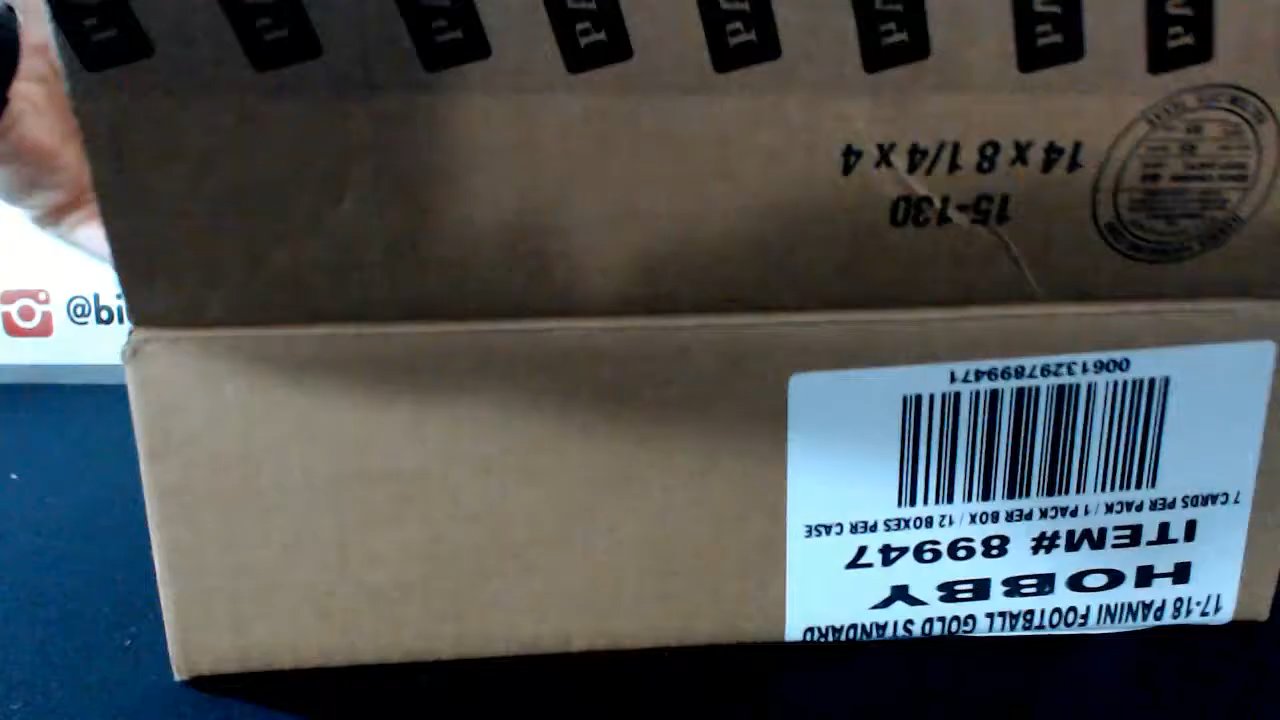 17-18 PANINI FOOTBALL GOLD STANDARD
HOBBY
ITEM# 89947
7 CARDS PER PACK / 1 PACK PER BOX / 12 BOXES PER CASE
00613297899471
15-130
14 x 8 1/4 x 4
@bi